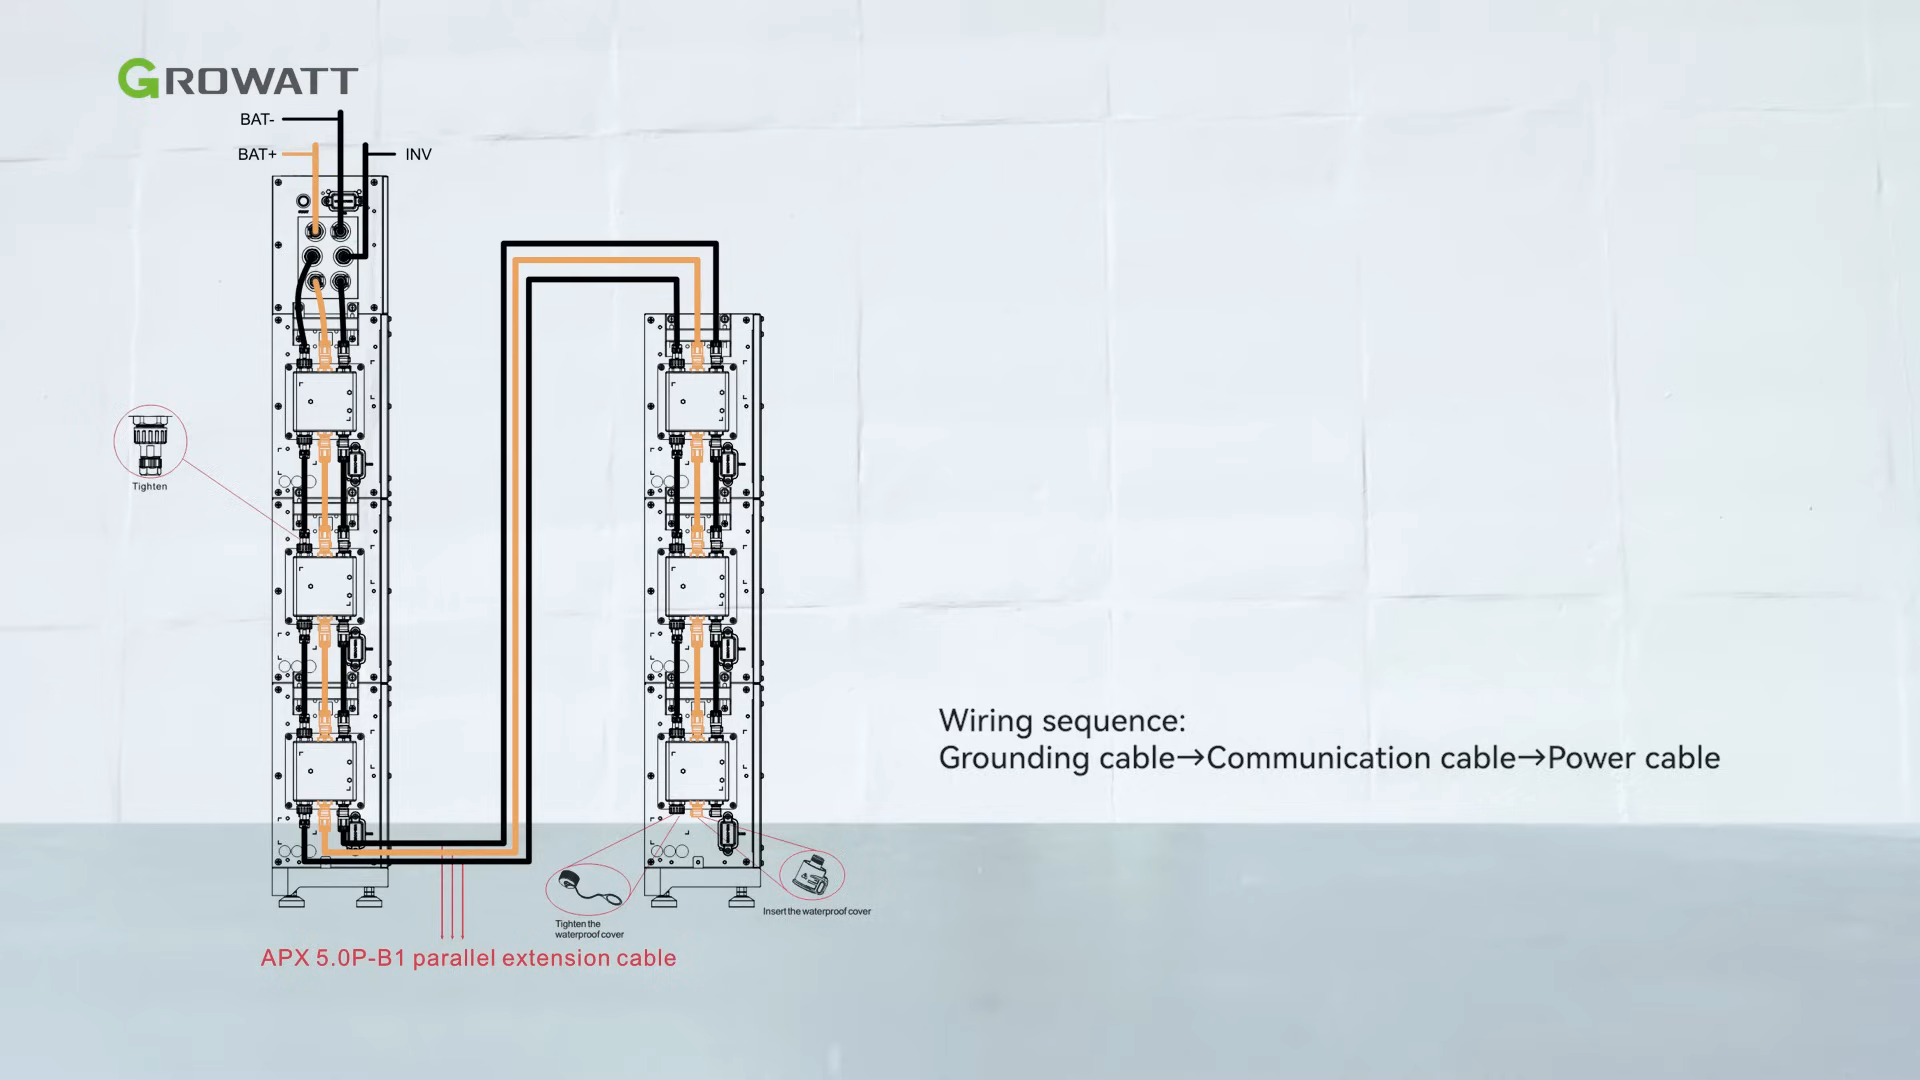 GROWATT
BAT-
BAT+
INV
Tighten
Wiring sequence:
Grounding cable→Communication cable→Power cable
Insert the waterproof cover
Tighten the
waterproof cover
APX 5.0P-B1 parallel extension cable